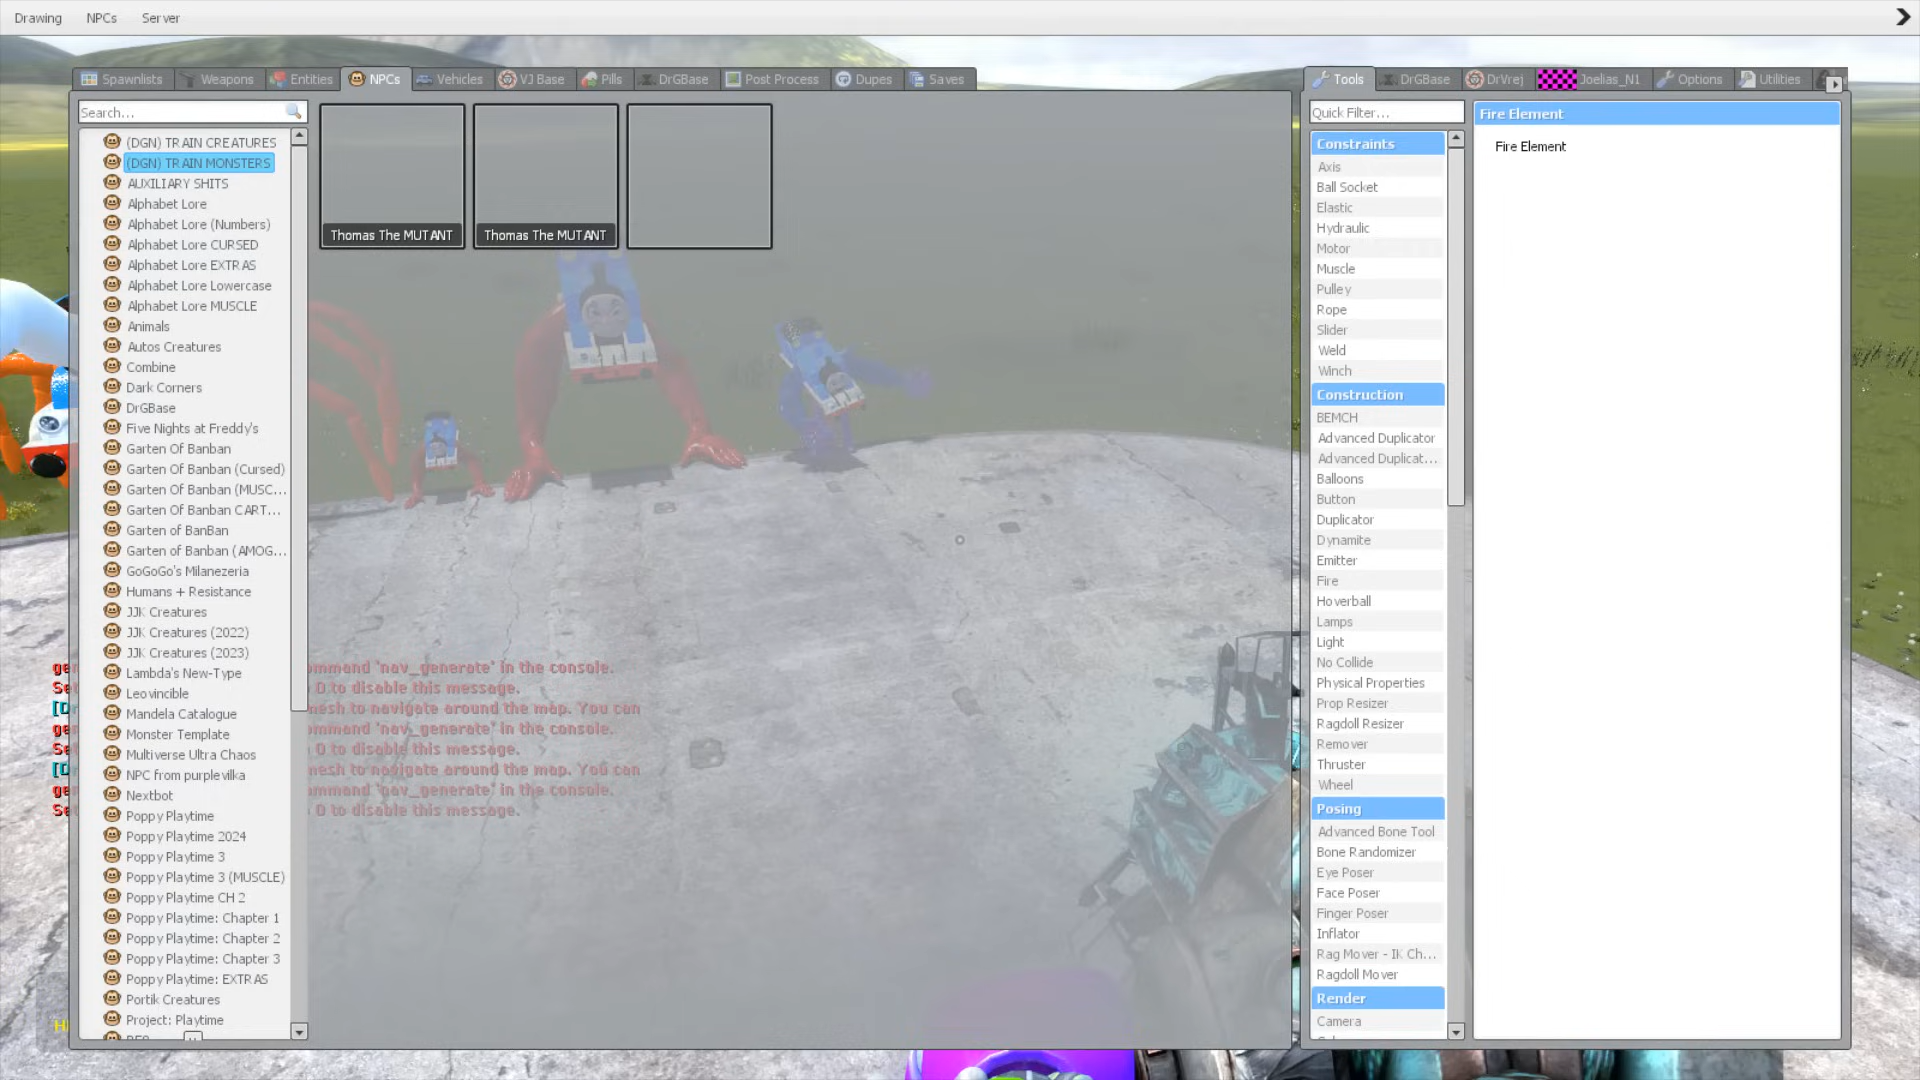 Drawing NPCs Server
Spawnlists Weapons Entities NPCs Vehicles VJ Base Pills DrGBase Post Process Dupes Saves
Search...
(DGN) TRAIN CREATURES
(DGN) TRAIN MONSTERS
AUXILIARY SHITS
Alphabet Lore
Alphabet Lore (Numbers)
Alphabet Lore CURSED
Alphabet Lore EXTRAS
Alphabet Lore Lowercase
Alphabet Lore MUSCLE
Animals
Autos Creatures
Combine
Dark Corners
DrGBase
Five Nights at Freddy's
Garten Of Banban
Garten Of Banban (Cursed)
Garten Of Banban (MUSC...
Garten Of Banban CART...
Garten of BanBan
Garten of Banban (AMOG...
GoGoGo's Milanezeria
Humans + Resistance
JJK Creatures
JJK Creatures (2022)
JJK Creatures (2023)
Lambda's New-Type
Leovincible
Mandela Catalogue
Monster Template
Multiverse Ultra Chaos
NPC from purplevilka
Nextbot
Poppy Playtime
Poppy Playtime 2024
Poppy Playtime 3
Poppy Playtime 3 (MUSCLE)
Poppy Playtime CH 2
Poppy Playtime: Chapter 1
Poppy Playtime: Chapter 2
Poppy Playtime: Chapter 3
Poppy Playtime: EXTRAS
Portik Creatures
Project: Playtime
Thomas The MUTANT
Thomas The MUTANT
ge ommand 'nav_generate' in the console.
Se 0 to disable this message.
[D mesh to navigate around the map. You can
ge ommand 'nav_generate' in the console.
Se 0 to disable this message.
[D mesh to navigate around the map. You can
ge ommand 'nav_generate' in the console.
Se 0 to disable this message.
Tools DrGBase DrVrej Joelias_N1 Options Utilities
Quick Filter...
Constraints
Axis
Ball Socket
Elastic
Hydraulic
Motor
Muscle
Pulley
Rope
Slider
Weld
Winch
Construction
BEMCH
Advanced Duplicator
Advanced Duplicat...
Balloons
Button
Duplicator
Dynamite
Emitter
Fire
Hoverball
Lamps
Light
No Collide
Physical Properties
Prop Resizer
Ragdoll Resizer
Remover
Thruster
Wheel
Posing
Advanced Bone Tool
Bone Randomizer
Eye Poser
Face Poser
Finger Poser
Inflator
Rag Mover - IK Ch...
Ragdoll Mover
Render
Camera
Fire Element
Fire Element